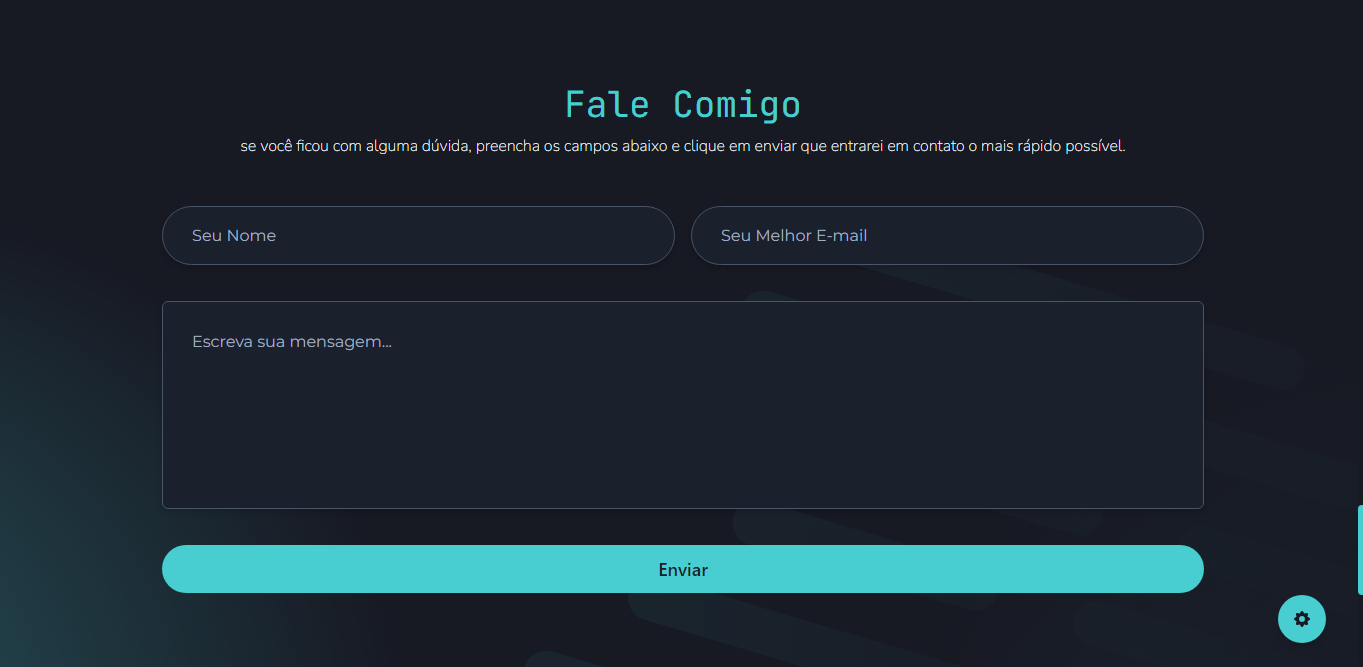 Fale Comigo
se você ficou com alguma dúvida, preencha os campos abaixo e clique em enviar que entrarei em contato o mais rápido possível.
Seu Nome
Seu Melhor E-mail
Escreva sua mensagem...
Enviar